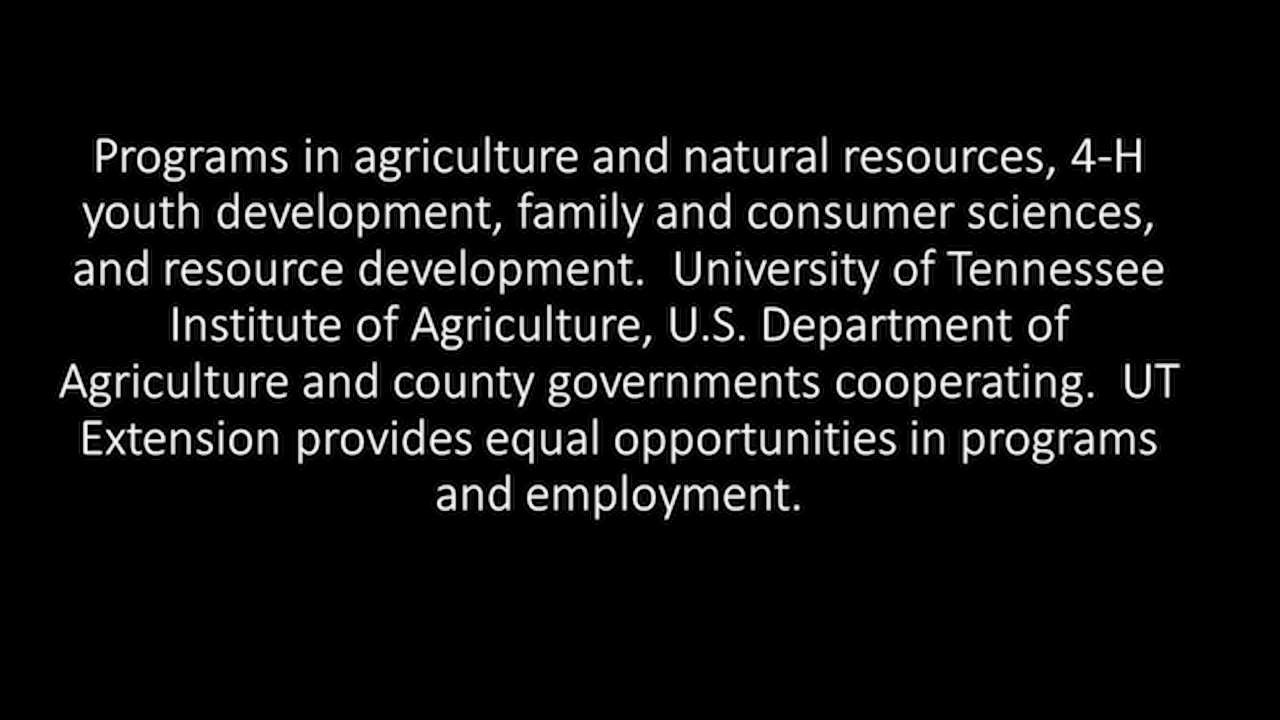 Programs in agriculture and natural resources, 4-H
youth development, family and consumer sciences,
and resource development.  University of Tennessee
Institute of Agriculture, U.S. Department of
Agriculture and county governments cooperating.  UT
Extension provides equal opportunities in programs
and employment.